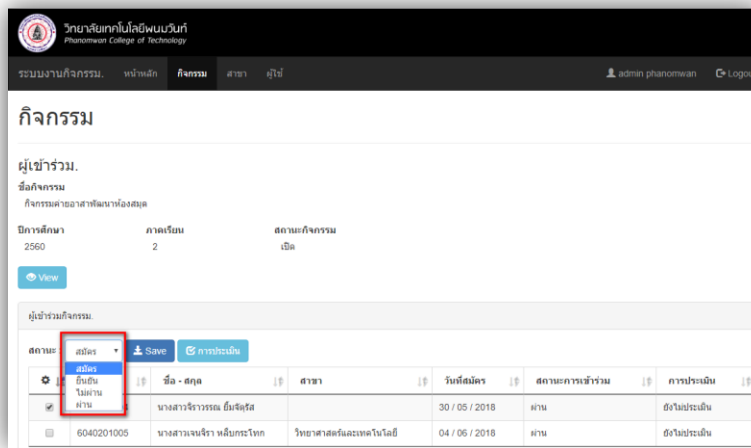 วิทยาลัยเทคโนโลยีพนมวันท์
Phanomwan College of Technology
ระบบงานกิจกรรม. หน้าหลัก กิจกรรม สาขา ผู้ใช้ admin phanomwan Logou
กิจกรรม
ผู้เข้าร่วม.
ชื่อกิจกรรม
กิจกรรมค่ายอาสาพัฒนาห้องสมุด
ปีการศึกษา ภาคเรียน สถานะกิจกรรม
2560 2 เปิด
View
ผู้เข้าร่วมกิจกรรม.
สถานะ สมัคร Save การประเมิน
สมัคร
ยืนยัน
ไม่ผ่าน
ผ่าน
ชื่อ - สกุล สาขา วันที่สมัคร สถานะการเข้าร่วม การประเมิน
นางสาวจิราวรรณ ยิ้มจัตุรัส 30 / 05 / 2018 ผ่าน ยังไม่ประเมิน
6040201005 นางสาวเจนจิรา หลีบกระโทก วิทยาศาสตร์และเทคโนโลยี 04 / 06 / 2018 ผ่าน ยังไม่ประเมิน